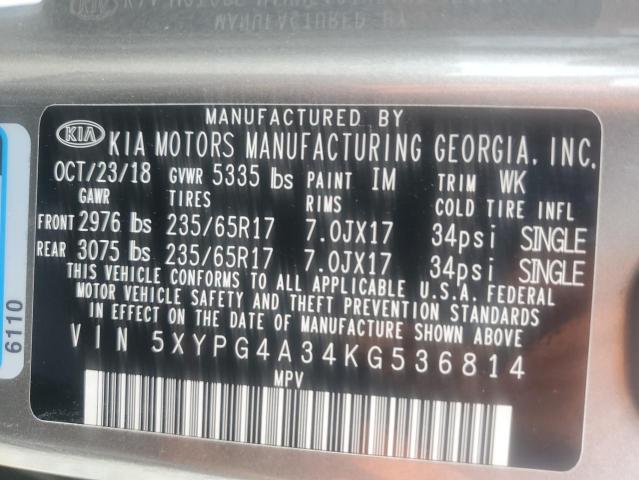 MANUFACTURED BY
KIA KIA MOTORS MANUFACTURING GEORGIA, INC.
OCT/23/18 GVWR 5335 lbs PAINT IM TRIM WK
GAWR TIRES RIMS COLD TIRE INFL
FRONT 2976 lbs 235/65R17 7.0JX17 34psi SINGLE
REAR 3075 lbs 235/65R17 7.0JX17 34psi SINGLE
THIS VEHICLE CONFORMS TO ALL APPLICABLE U.S.A. FEDERAL
MOTOR VEHICLE SAFETY AND THEFT PREVENTION STANDARDS
IN EFFECT ON THE DATE OF MANUFACTURE SHOWN ABOVE
VIN 5XYPG4A34KG536814
MPV
6110